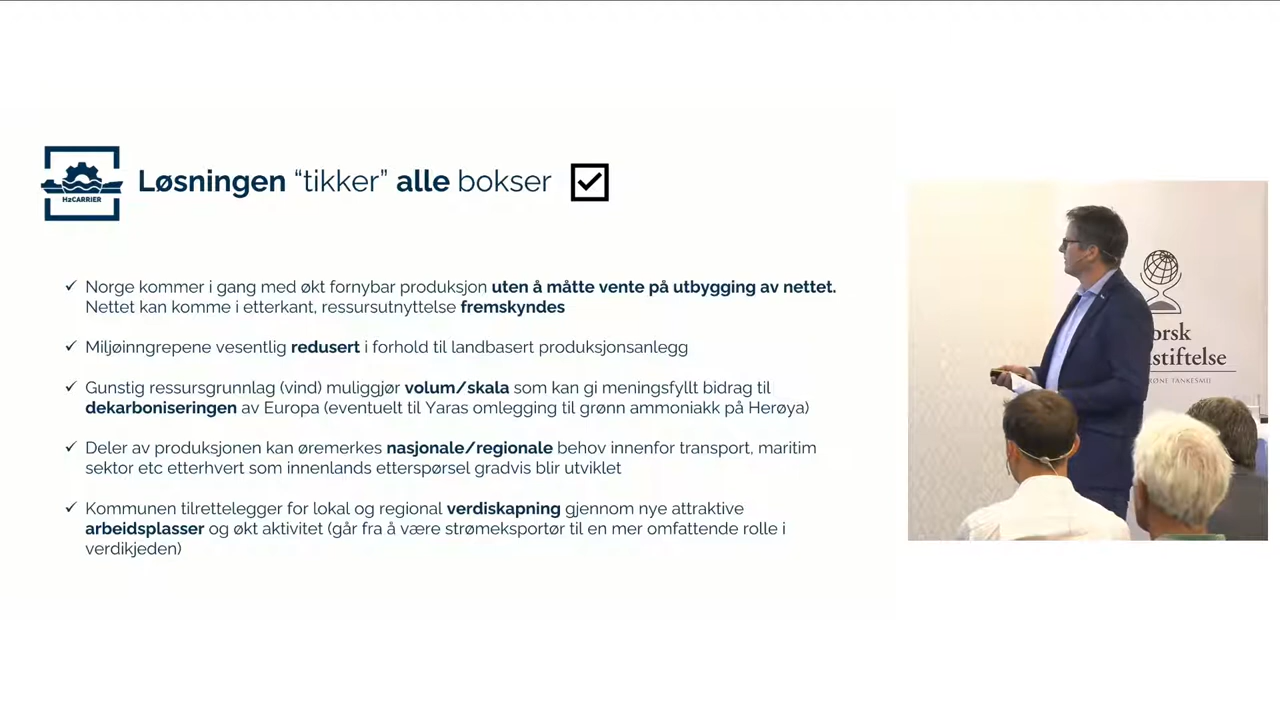 Løsningen “tikker” alle bokser
H2CARRIER
✓ Norge kommer i gang med økt fornybar produksjon uten å måtte vente på utbygging av nettet.
Nettet kan komme i etterkant, ressursutnyttelse fremskyndes
✓ Miljøinngrepene vesentlig redusert i forhold til landbasert produksjonsanlegg
✓ Gunstig ressursgrunnlag (vind) muliggjør volum/skala som kan gi meningsfyllt bidrag til
dekarboniseringen av Europa (eventuelt til Yaras omlegging til grønn ammoniakk på Herøya)
✓ Deler av produksjonen kan øremerkes nasjonale/regionale behov innenfor transport, maritim
sektor etc etterhvert som innenlands etterspørsel gradvis blir utviklet
✓ Kommunen tilrettelegger for lokal og regional verdiskapning gjennom nye attraktive
arbeidsplasser og økt aktivitet (går fra å være strømeksportør til en mer omfattende rolle i
verdikjeden)
orsk
stiftelse
TANKESMIE